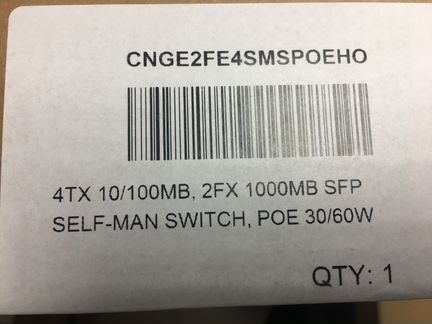 CNGE2FE4SMSPOEHO
4TX 10/100MB, 2FX 1000MB SFP
SELF-MAN SWITCH, POE 30/60W
QTY: 1